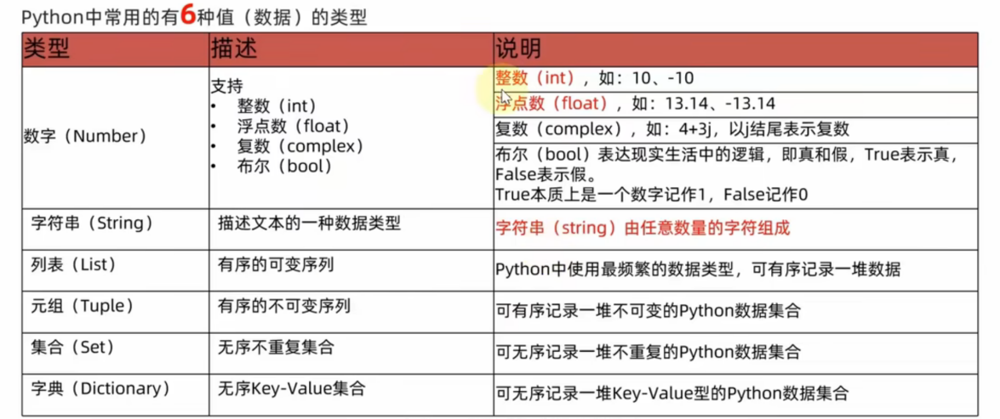 Python中常用的有6种值（数据）的类型
类型 描述 说明
数字（Number）
支持
• 整数（int）
• 浮点数（float）
• 复数（complex）
• 布尔（bool）
整数（int），如：10、-10
浮点数（float），如：13.14、-13.14
复数（complex），如：4+3j，以j结尾表示复数
布尔（bool）表达现实生活中的逻辑，即真和假，True表示真，
False表示假。
True本质上是一个数字记作1，False记作0
字符串（String） 描述文本的一种数据类型 字符串（string）由任意数量的字符组成
列表（List） 有序的可变序列 Python中使用最频繁的数据类型，可有序记录一堆数据
元组（Tuple） 有序的不可变序列 可有序记录一堆不可变的Python数据集合
集合（Set） 无序不重复集合 可无序记录一堆不重复的Python数据集合
字典（Dictionary） 无序Key-Value集合 可无序记录一堆Key-Value型的Python数据集合